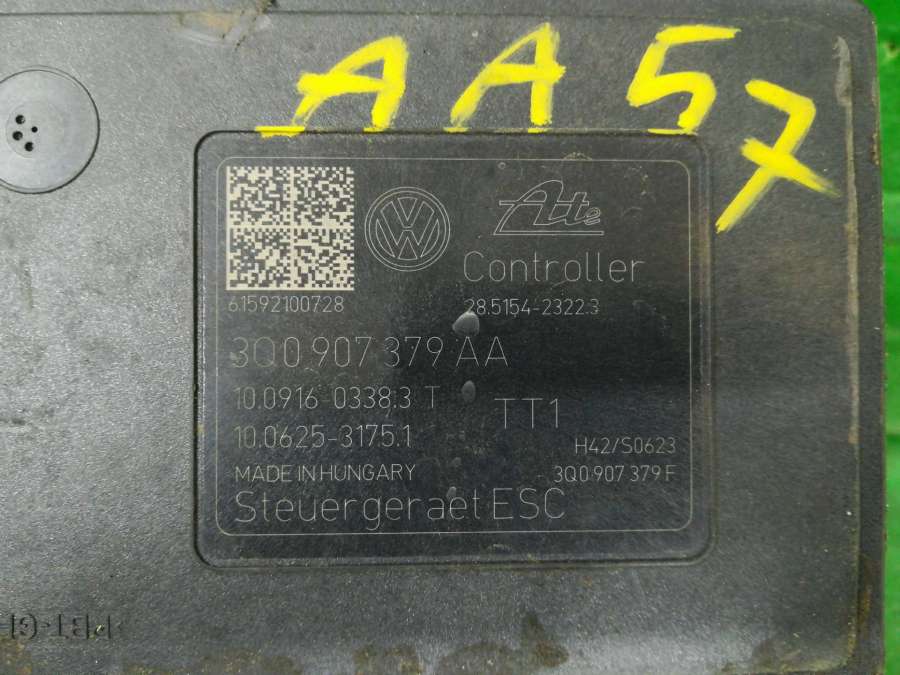 AA57
Ate
Controller
61592100728
28.5154-2322.3
3Q0 907 379 AA
10.0916-0338.3 T
TT1
10.0625-3175.1
H42/S0623
MADE IN HUNGARY
3Q0 907 379 F
Steuergeraet ESC